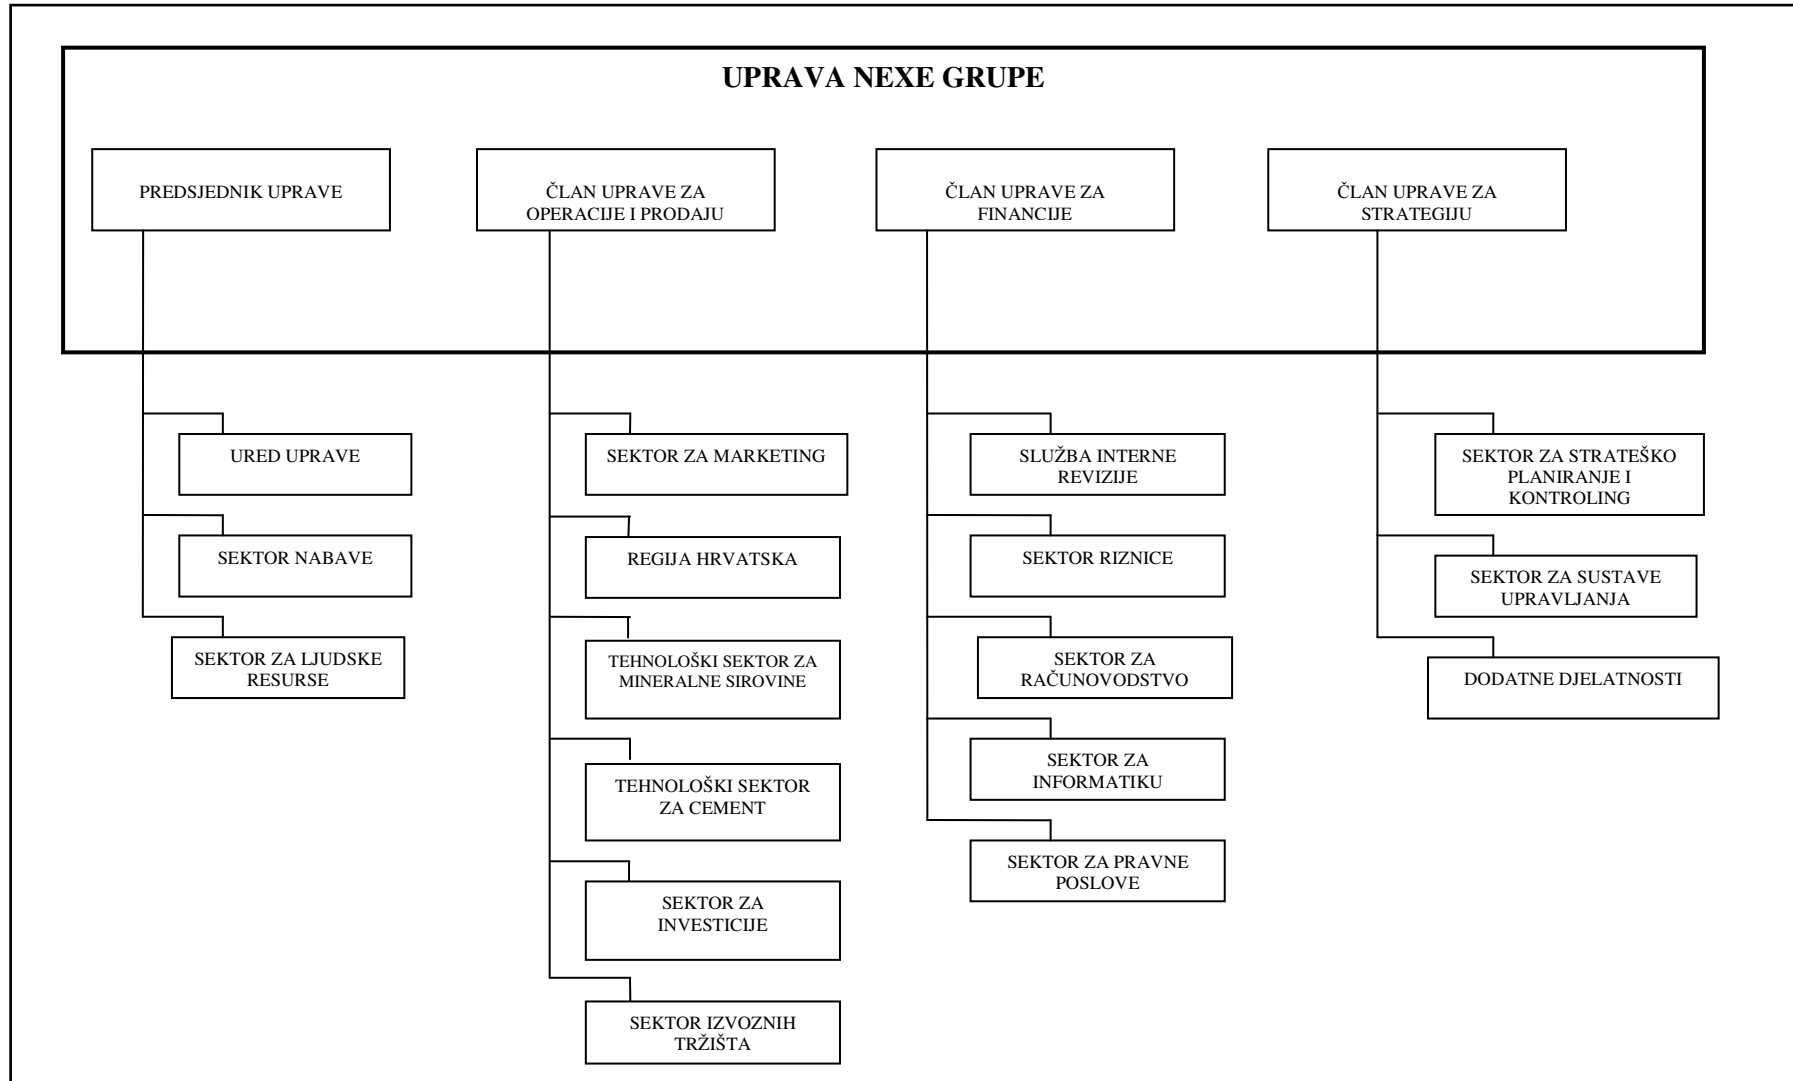 UPRAVA NEXE GRUPE
PREDSJEDNIK UPRAVE
ČLAN UPRAVE ZA
OPERACIJE I PRODAJU
ČLAN UPRAVE ZA
FINANCIJE
ČLAN UPRAVE ZA
STRATEGIJU
URED UPRAVE
SEKTOR NABAVE
SEKTOR ZA LJUDSKE
RESURSE
SEKTOR ZA MARKETING
REGIJA HRVATSKA
TEHNOLOŠKI SEKTOR ZA
MINERALNE SIROVINE
TEHNOLOŠKI SEKTOR
ZA CEMENT
SEKTOR ZA
INVESTICIJE
SEKTOR IZVOZNIH
TRŽIŠTA
SLUŽBA INTERNE
REVIZIJE
SEKTOR RIZNICE
SEKTOR ZA
RAČUNOVODSTVO
SEKTOR ZA
INFORMATIKU
SEKTOR ZA PRAVNE
POSLOVE
SEKTOR ZA STRATEŠKO
PLANIRANJE I
KONTROLING
SEKTOR ZA SUSTAVE
UPRAVLJANJA
DODATNE DJELATNOSTI